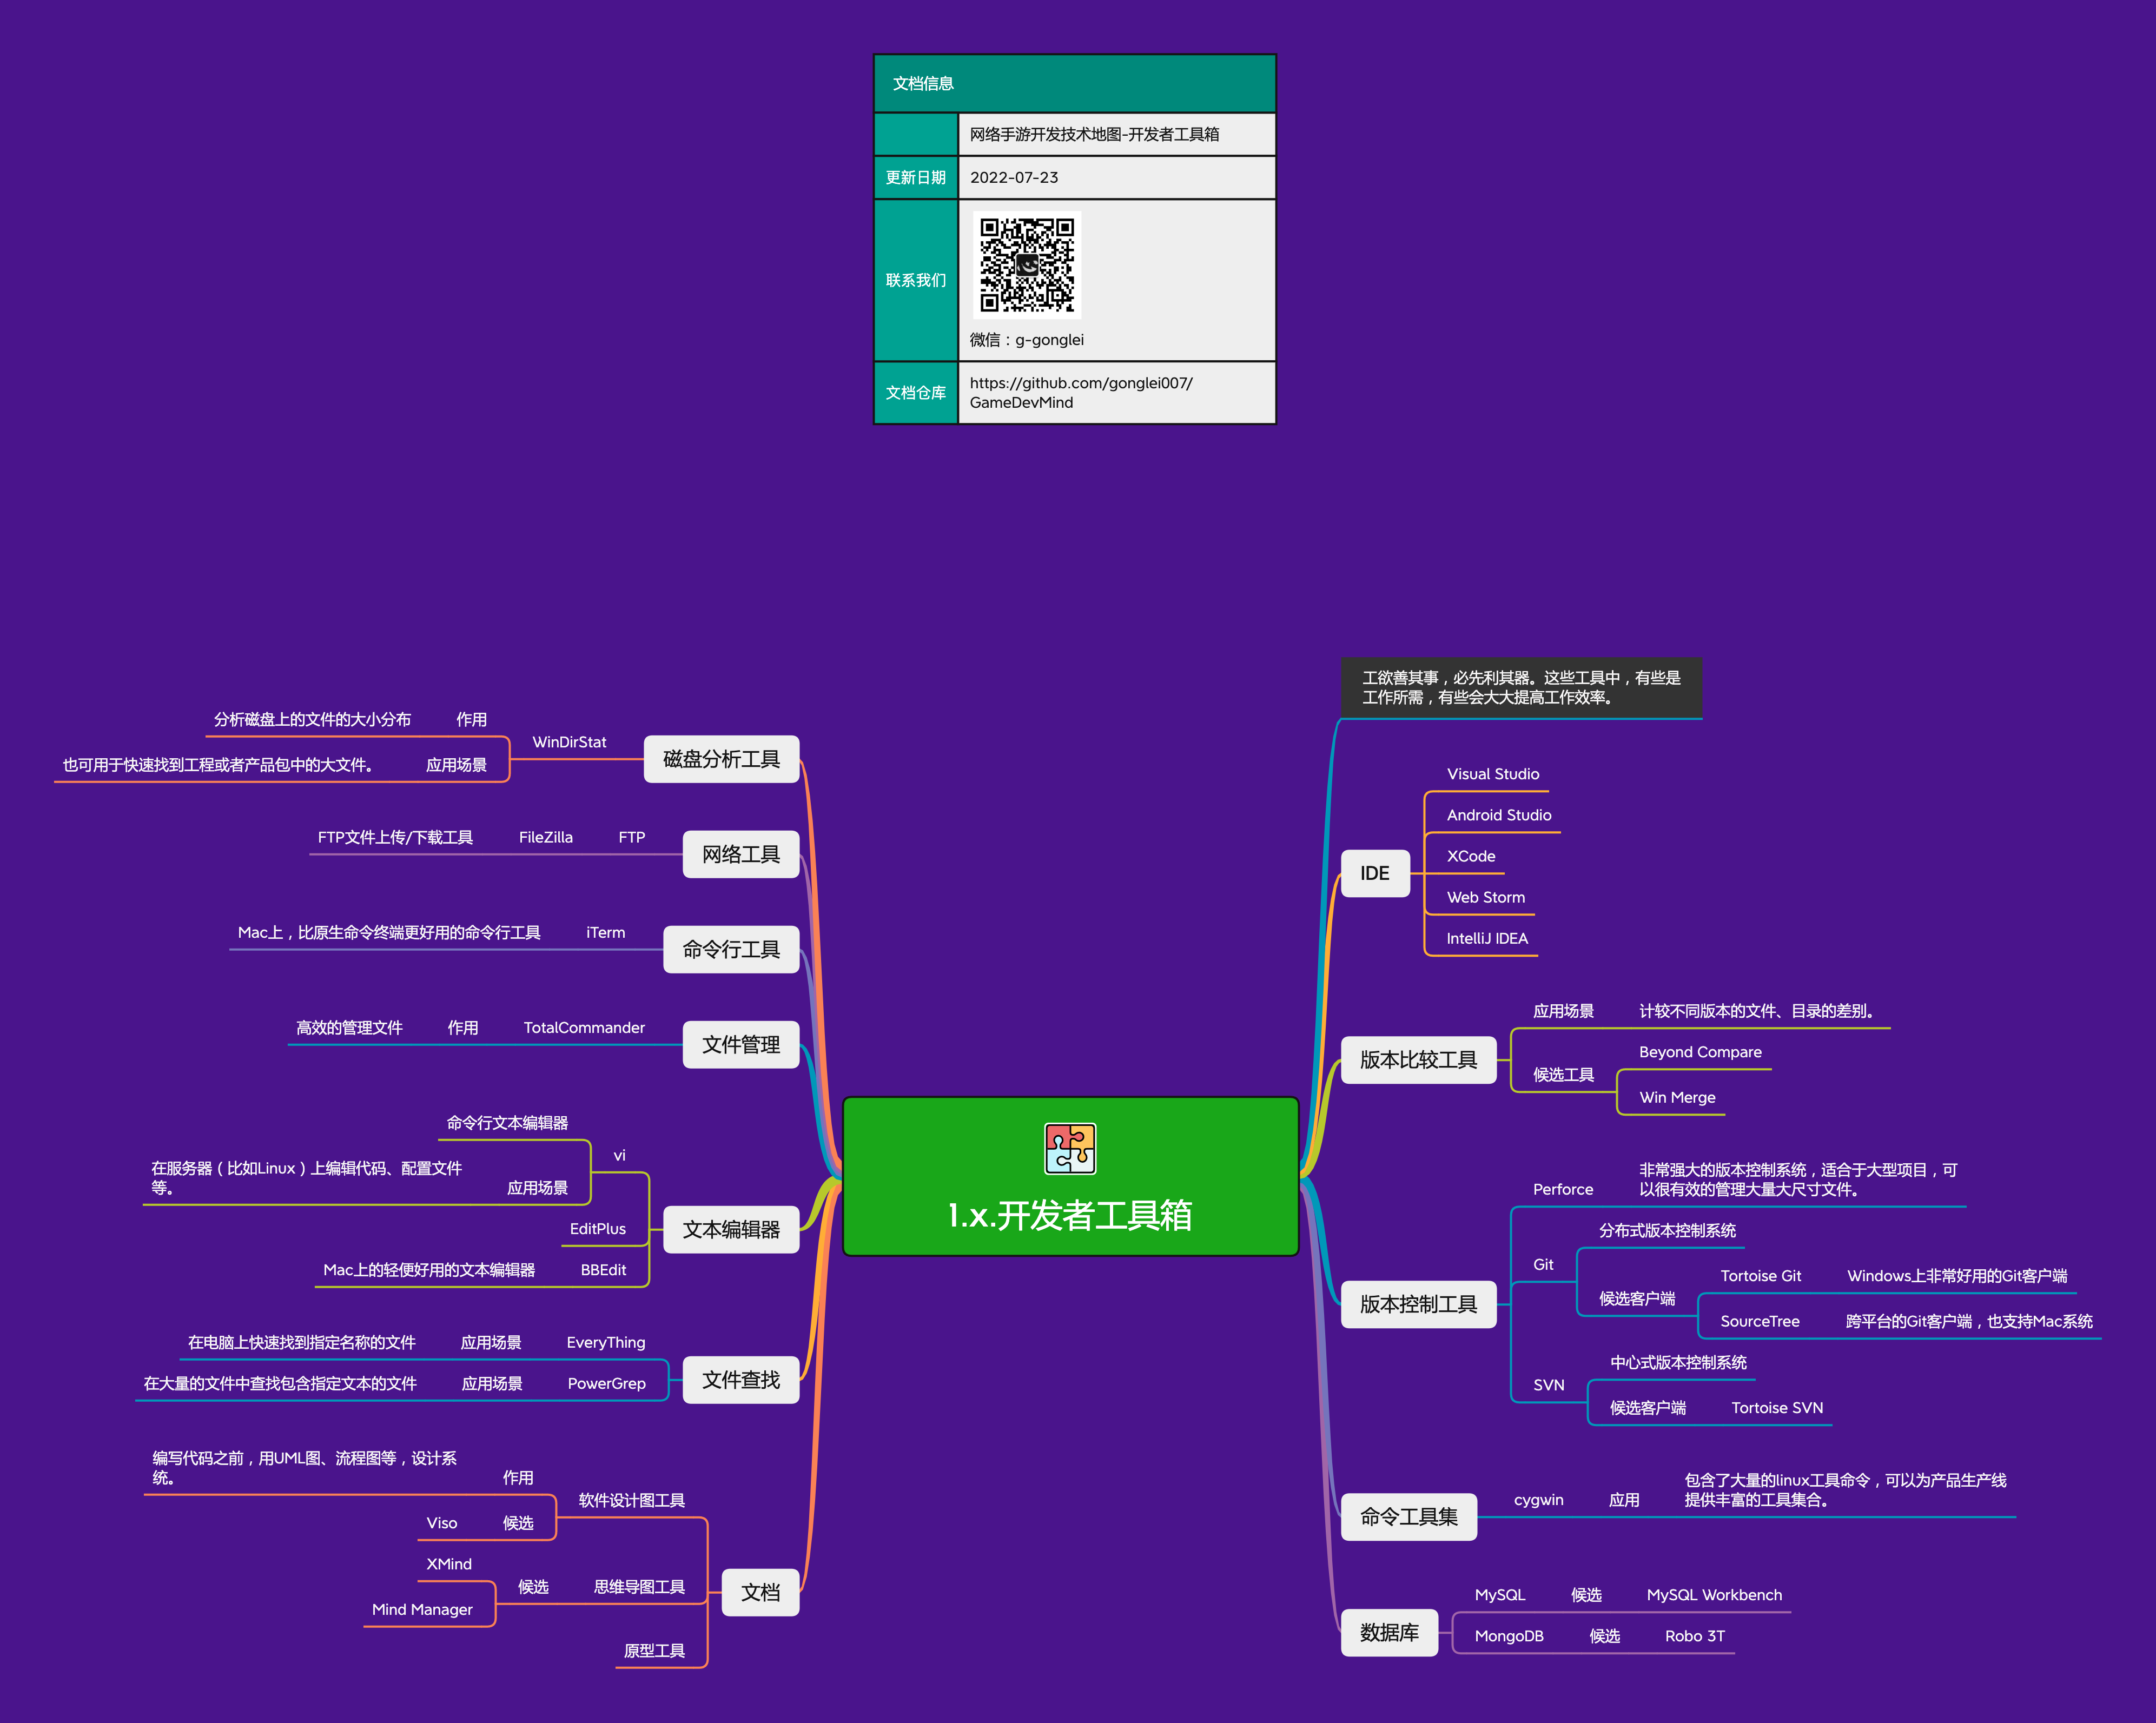 文档信息
网络手游开发技术地图-开发者工具箱
更新日期
2022-07-23
联系我们
微信：g-gonglei
文档仓库
https://github.com/gonglei007/
GameDevMind
1.x.开发者工具箱
工欲善其事，必先利其器。这些工具中，有些是
工作所需，有些会大大提高工作效率。
IDE
Visual Studio
Android Studio
XCode
Web Storm
IntelliJ IDEA
版本比较工具
应用场景
计较不同版本的文件、目录的差别。
候选工具
Beyond Compare
Win Merge
版本控制工具
Perforce
非常强大的版本控制系统，适合于大型项目，可
以很有效的管理大量大尺寸文件。
Git
分布式版本控制系统
候选客户端
Tortoise Git
Windows上非常好用的Git客户端
SourceTree
跨平台的Git客户端，也支持Mac系统
SVN
中心式版本控制系统
候选客户端
Tortoise SVN
命令工具集
cygwin
应用
包含了大量的linux工具命令，可以为产品生产线
提供丰富的工具集合。
数据库
MySQL
候选
MySQL Workbench
MongoDB
候选
Robo 3T
磁盘分析工具
WinDirStat
作用
分析磁盘上的文件的大小分布
应用场景
也可用于快速找到工程或者产品包中的大文件。
网络工具
FTP
FileZilla
FTP文件上传/下载工具
命令行工具
iTerm
Mac上，比原生命令终端更好用的命令行工具
文件管理
TotalCommander
作用
高效的管理文件
文本编辑器
vi
命令行文本编辑器
应用场景
在服务器（比如Linux）上编辑代码、配置文件
等。
EditPlus
BBEdit
Mac上的轻便好用的文本编辑器
文件查找
EveryThing
应用场景
在电脑上快速找到指定名称的文件
PowerGrep
应用场景
在大量的文件中查找包含指定文本的文件
文档
软件设计图工具
作用
编写代码之前，用UML图、流程图等，设计系
统。
候选
Viso
思维导图工具
候选
XMind
Mind Manager
原型工具